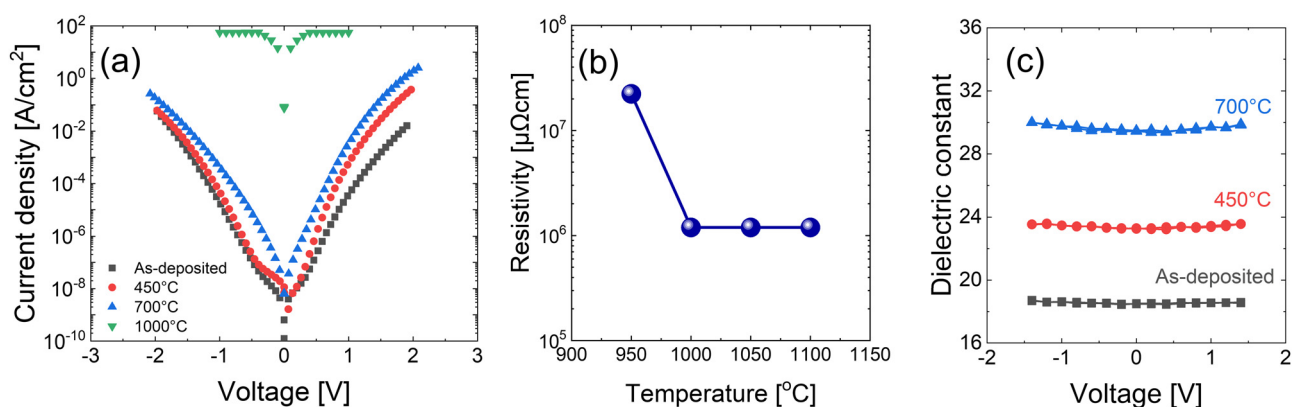 (a)
Current density [A/cm²]
10²
10⁰
10⁻²
10⁻⁴
10⁻⁶
10⁻⁸
10⁻¹⁰
As-deposited
450°C
700°C
1000°C
-3 -2 -1 0 1 2 3
Voltage [V]
(b)
Resistivity [μΩcm]
10⁸
10⁷
10⁶
10⁵
900 950 1000 1050 1100 1150
Temperature [°C]
(c)
Dielectric constant
36
32
28
24
20
16
700°C
450°C
As-deposited
-2 -1 0 1 2
Voltage [V]